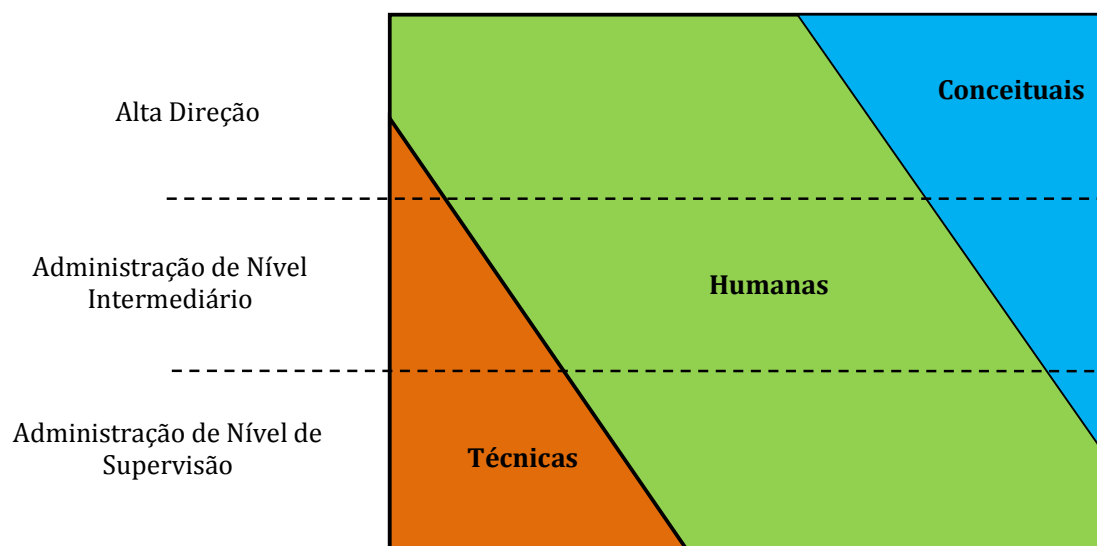 Conceituais
Alta Direção
Administração de Nível
Intermediário
Humanas
Administração de Nível de
Supervisão
Técnicas